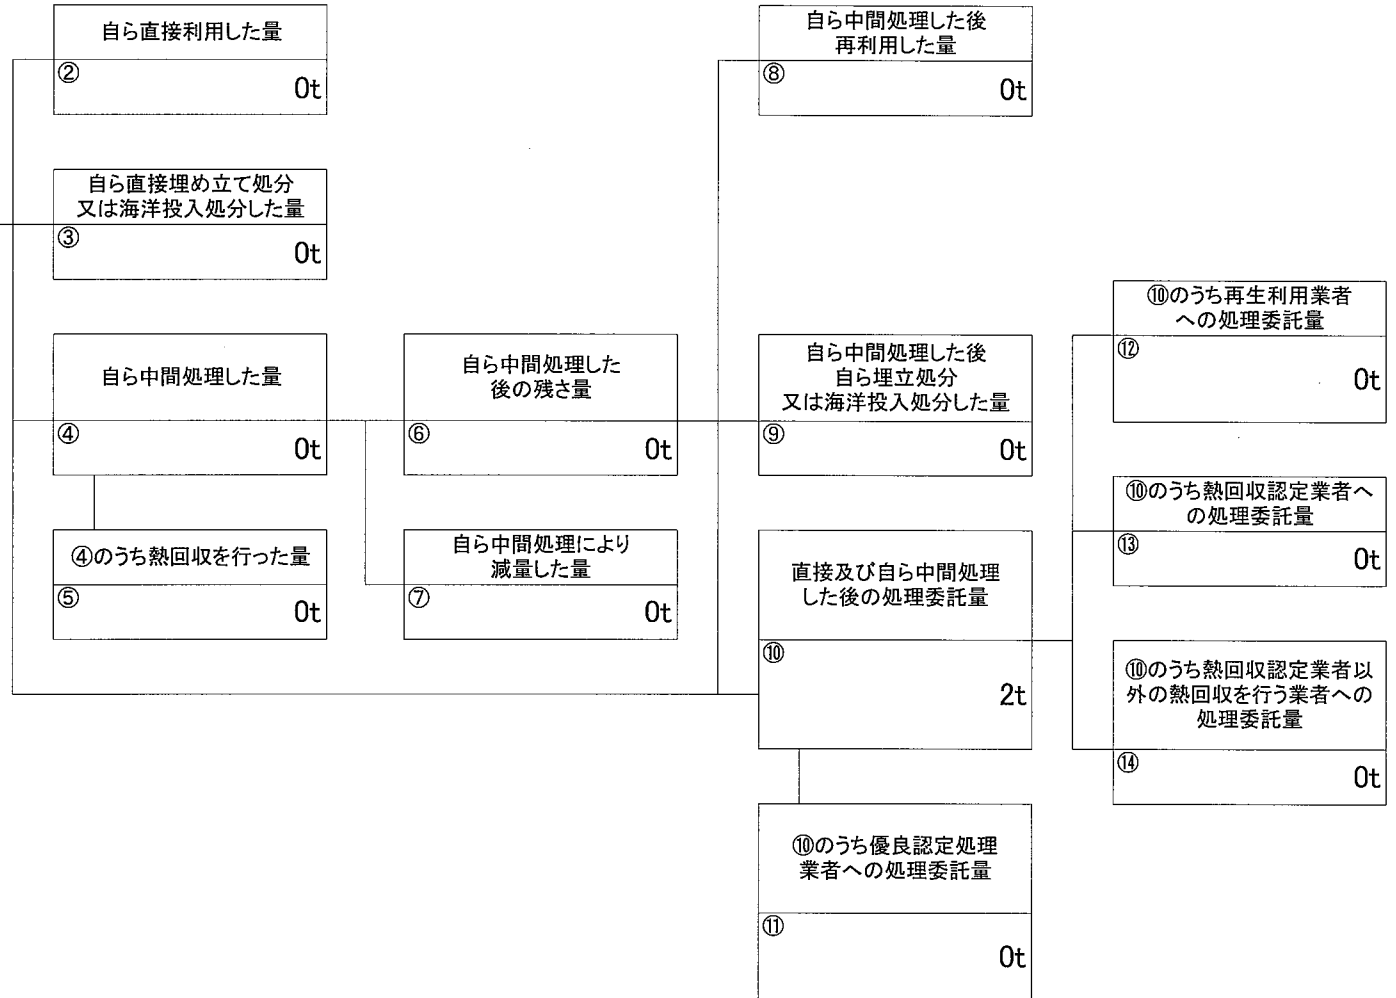 自ら直接利用した量
②
0t
自ら直接埋め立て処分
又は海洋投入処分した量
③
0t
自ら中間処理した量
④
0t
④のうち熱回収を行った量
⑤
0t
自ら中間処理した
後の残さ量
⑥
0t
自ら中間処理により
減量した量
⑦
0t
自ら中間処理した後
再利用した量
⑧
0t
自ら中間処理した後
自ら埋立処分
又は海洋投入処分した量
⑨
0t
直接及び自ら中間処理
した後の処理委託量
⑩
2t
⑩のうち優良認定処理
業者への処理委託量
⑪
0t
⑩のうち再生利用業者
への処理委託量
⑫
0t
⑩のうち熱回収認定業者へ
の処理委託量
⑬
0t
⑩のうち熱回収認定業者以
外の熱回収を行う業者への
処理委託量
⑭
0t